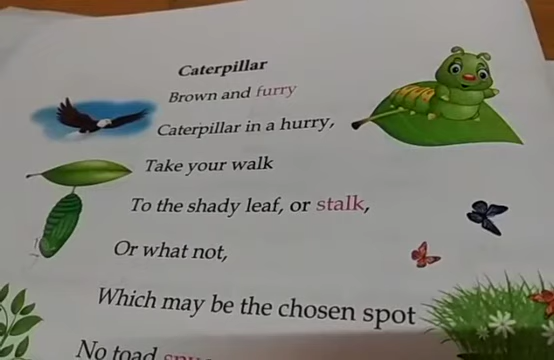 Caterpillar
Brown and furry
Caterpillar in a hurry,
Take your walk
To the shady leaf, or stalk,
Or what not,
Which may be the chosen spot
No toad